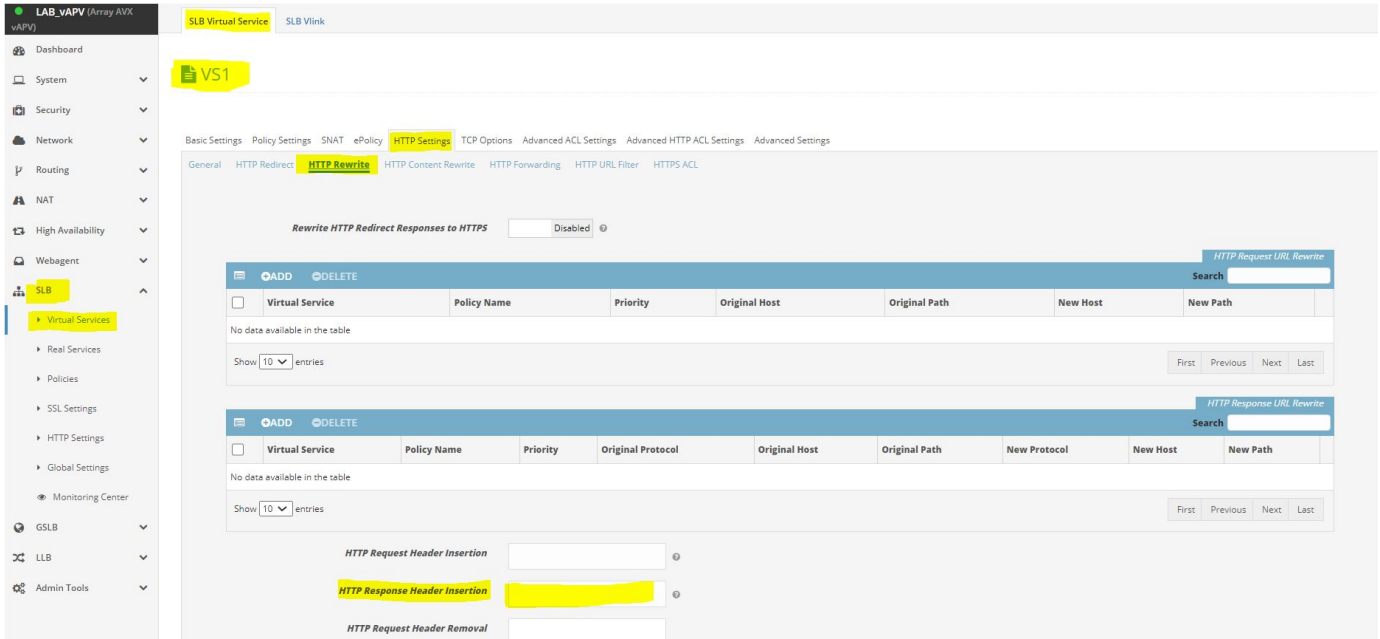 LAB_vAPV (Array AVX
vAPV)
Dashboard
System
Security
Network
Routing
NAT
High Availability
Webagent
SLB
Virtual Services
Real Services
Policies
SSL Settings
HTTP Settings
Global Settings
Monitoring Center
GSLB
LLB
Admin Tools
SLB Virtual Service SLB Vlink
VS1
Basic Settings Policy Settings SNAT ePolicy HTTP Settings TCP Options Advanced ACL Settings Advanced HTTP ACL Settings Advanced Settings
General HTTP Redirect HTTP Rewrite HTTP Content Rewrite HTTP Forwarding HTTP URL Filter HTTPS ACL
Rewrite HTTP Redirect Responses to HTTPS Disabled
HTTP Request URL Rewrite
ADD DELETE Search
Virtual Service Policy Name Priority Original Host Original Path New Host New Path
No data available in the table
Show 10 entries First Previous Next Last
HTTP Response URL Rewrite
ADD DELETE Search
Virtual Service Policy Name Priority Original Protocol Original Host Original Path New Protocol New Host New Path
No data available in the table
Show 10 entries First Previous Next Last
HTTP Request Header Insertion
HTTP Response Header Insertion
HTTP Request Header Removal